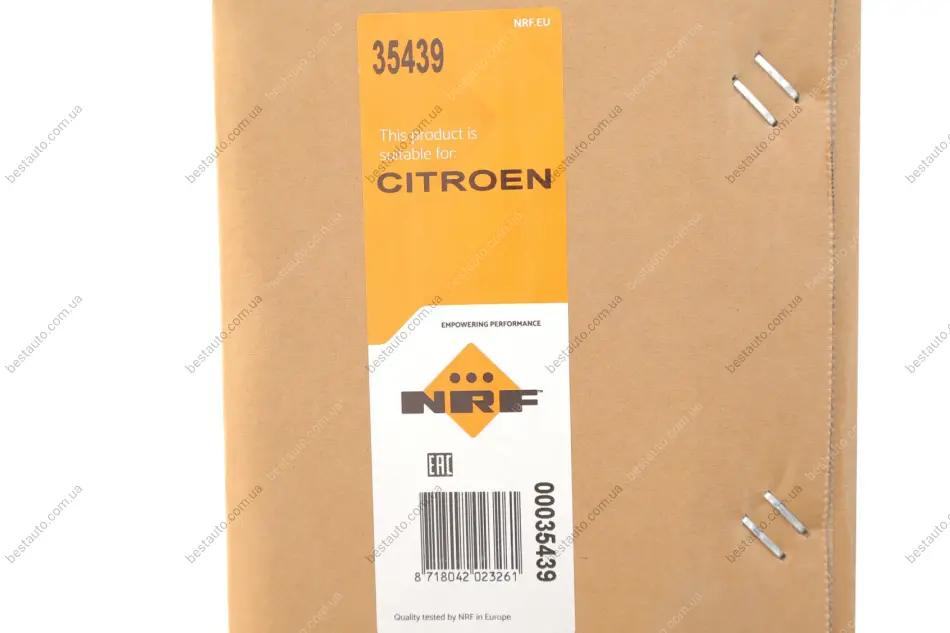 NRF.EU
35439
This product is
suitable for:
CITROEN
EMPOWERING PERFORMANCE
NRF™
EAC
00035439
8 718042 023261
Quality tested by NRF in Europe
bestauto.com.ua